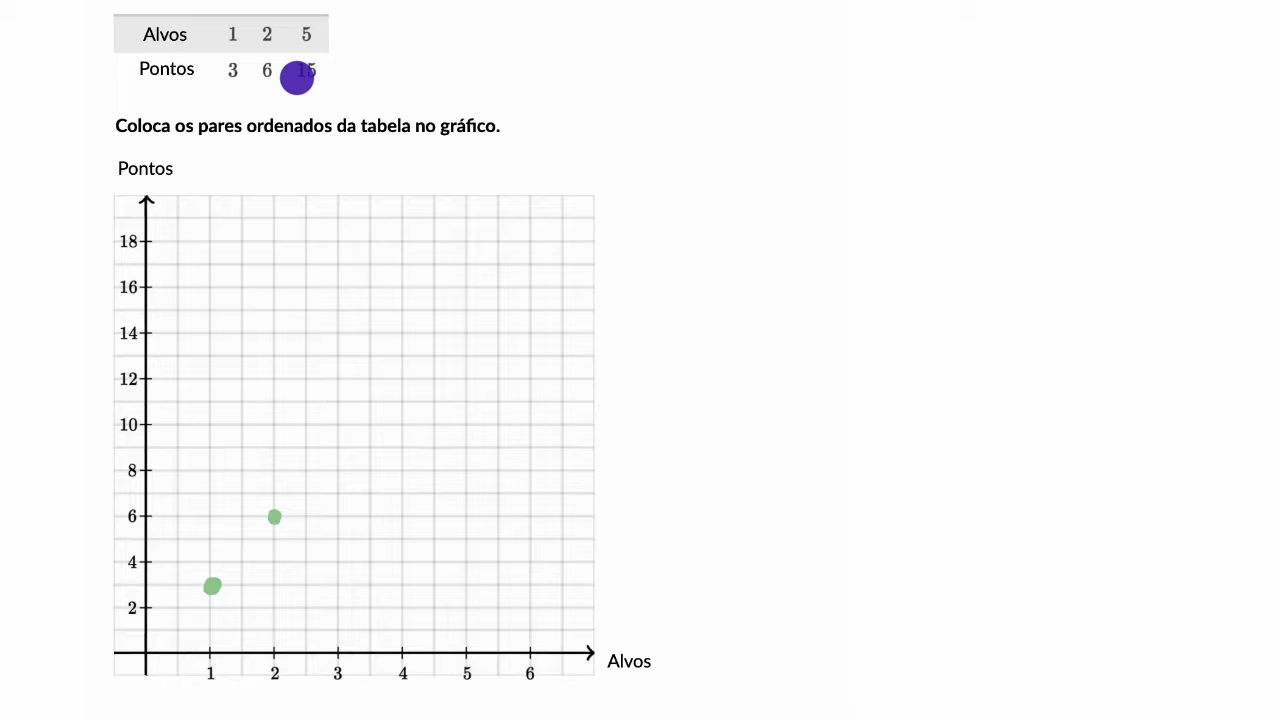 Alvos 1 2 5
Pontos 3 6 15
Coloca os pares ordenados da tabela no gráfico.
Pontos
18
16
14
12
10
8
6
4
2
1 2 3 4 5 6
Alvos